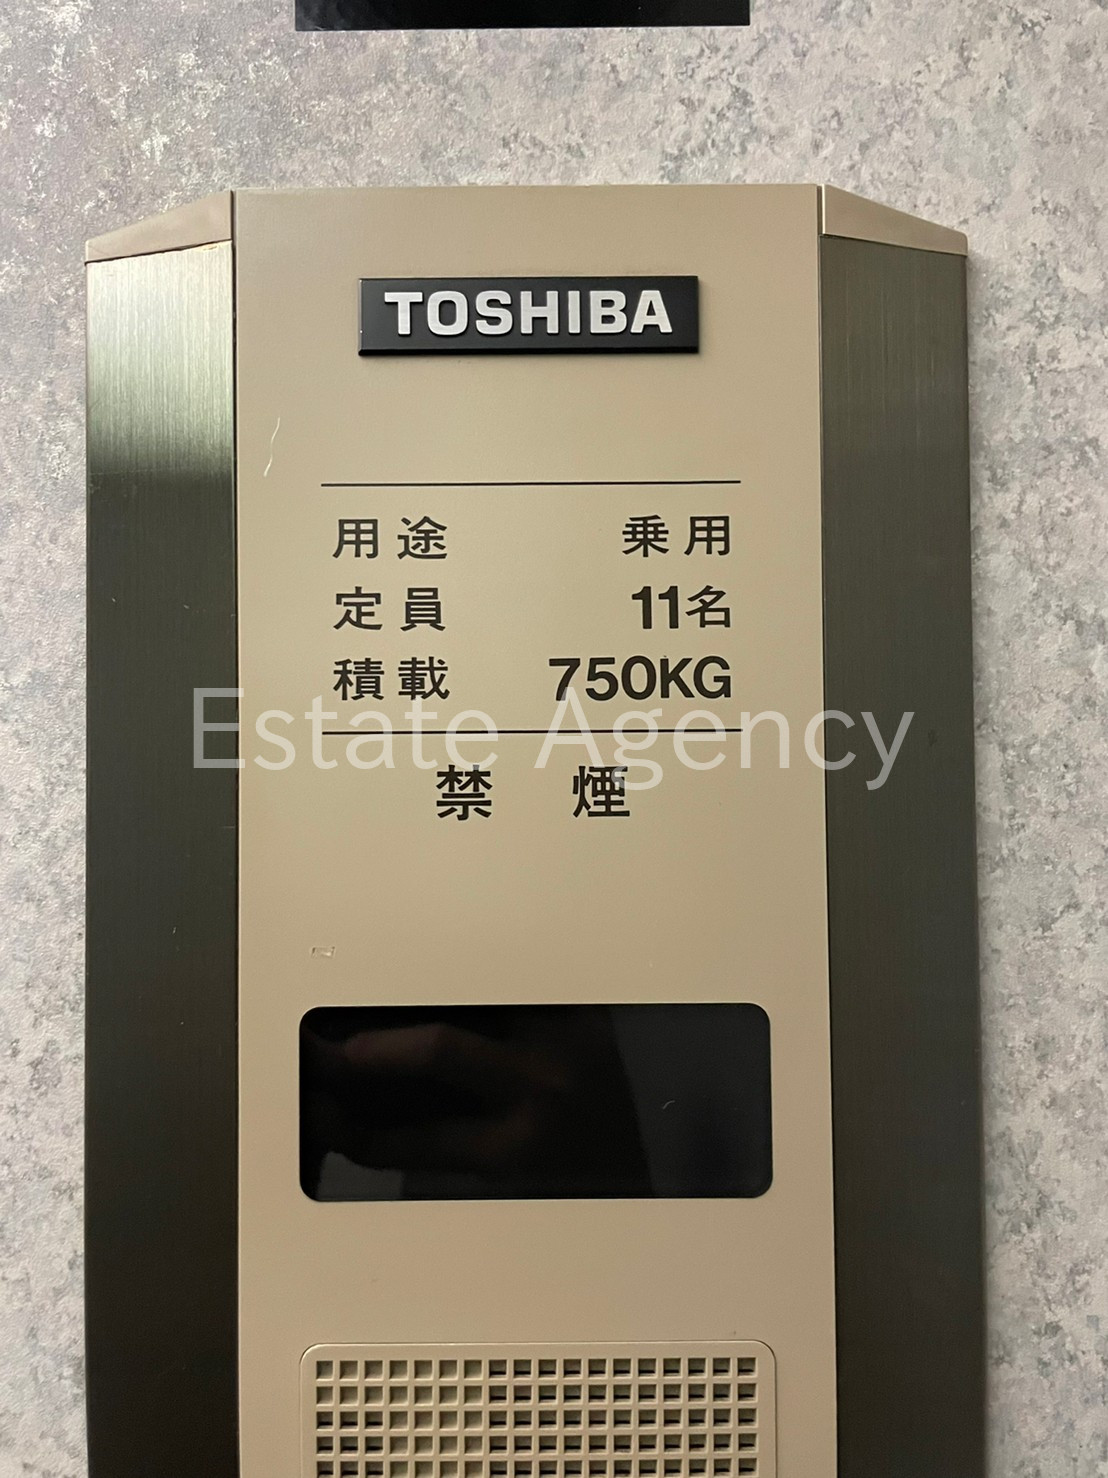 TOSHIBA
用途 乗用
定員 11名
積載 750KG
Estate Agency
禁 煙